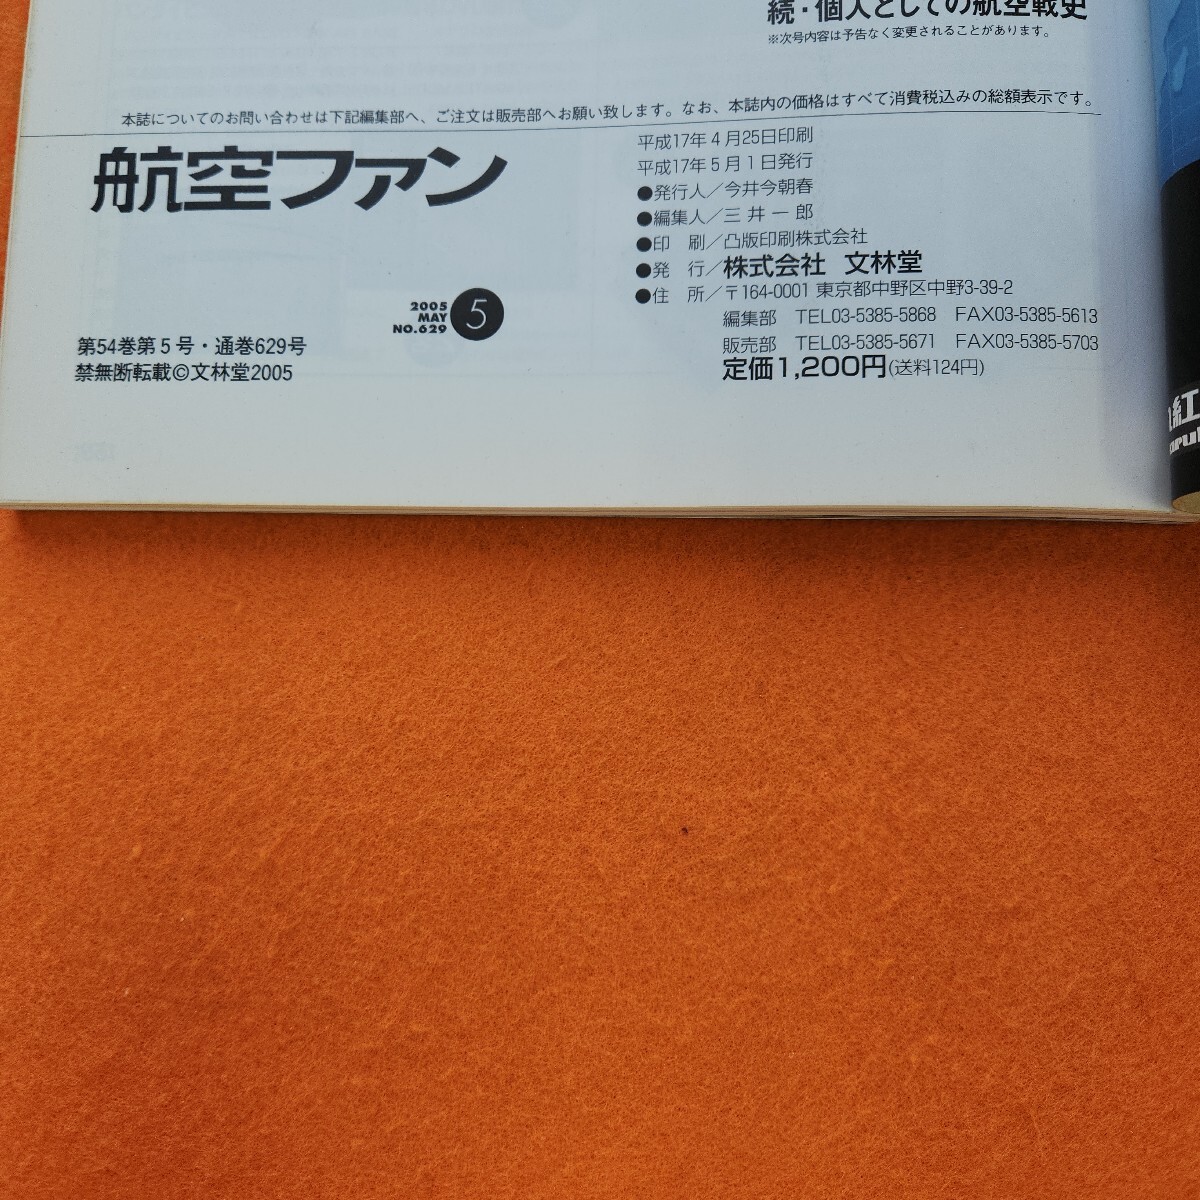 続・個人としての航空戦史
※次号内容は予告なく変更されることがあります。
本誌についてのお問い合わせは下記編集部へ、ご注文は販売部へお願い致します。なお、本誌内の価格はすべて消費税込みの総額表示です。
航空ファン
2005
MAY
NO.629
5
第54巻第5号・通巻629号
禁無断転載©文林堂2005
平成17年4月25日印刷
平成17年5月1日発行
●発行人／今井今朝春
●編集人／三井一郎
●印 刷／凸版印刷株式会社
●発 行／株式会社 文林堂
●住 所／〒164-0001 東京都中野区中野3-39-2
編集部 TEL03-5385-5868 FAX03-5385-5613
販売部 TEL03-5385-5671 FAX03-5385-5703
定価1,200円(送料124円)
紅